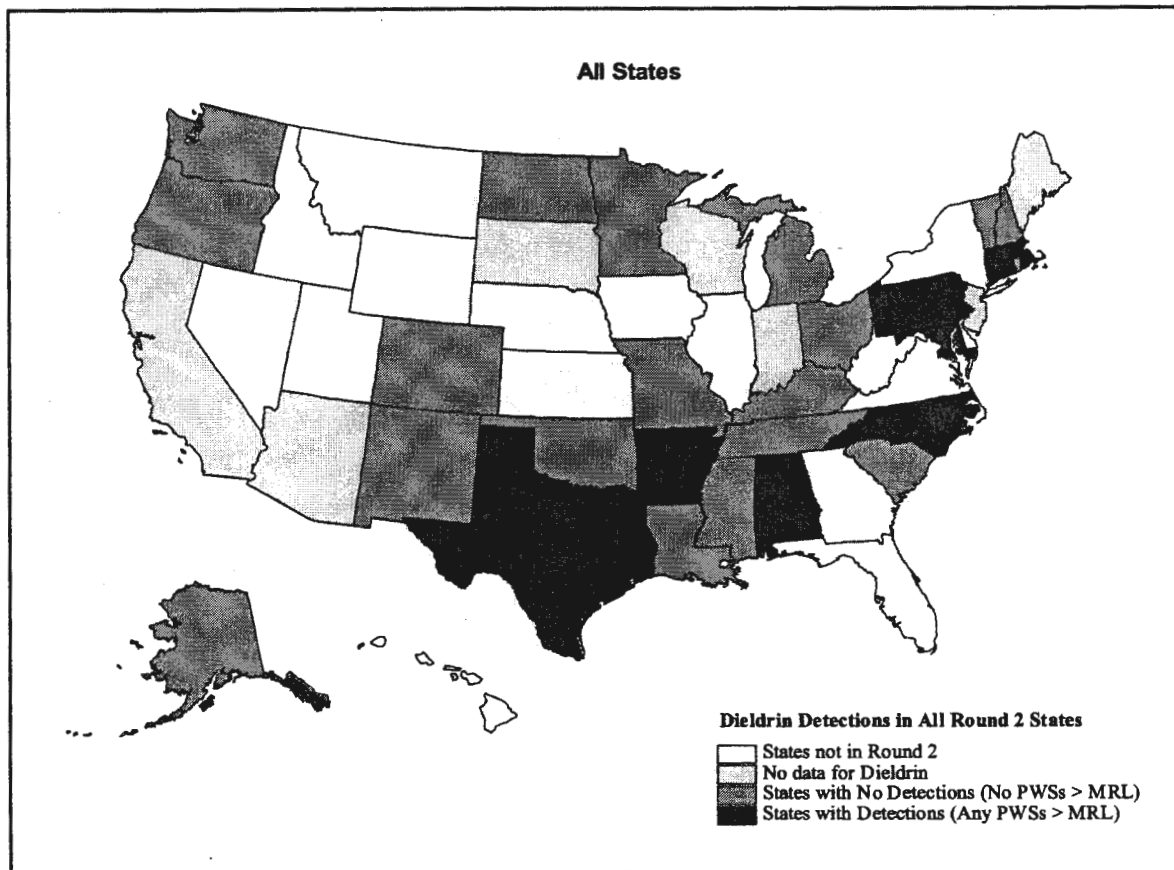 All States
Dieldrin Detections in All Round 2 States
States not in Round 2
No data for Dieldrin
States with No Detections (No PWSs > MRL)
States with Detections (Any PWSs > MRL)